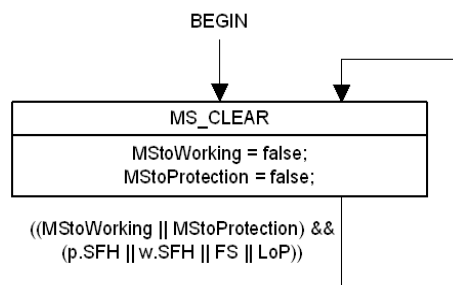 BEGIN
MS_CLEAR
MStoWorking = false;
MStoProtection = false;
((MStoWorking || MStoProtection) &&
(p.SFH || w.SFH || FS || LoP))